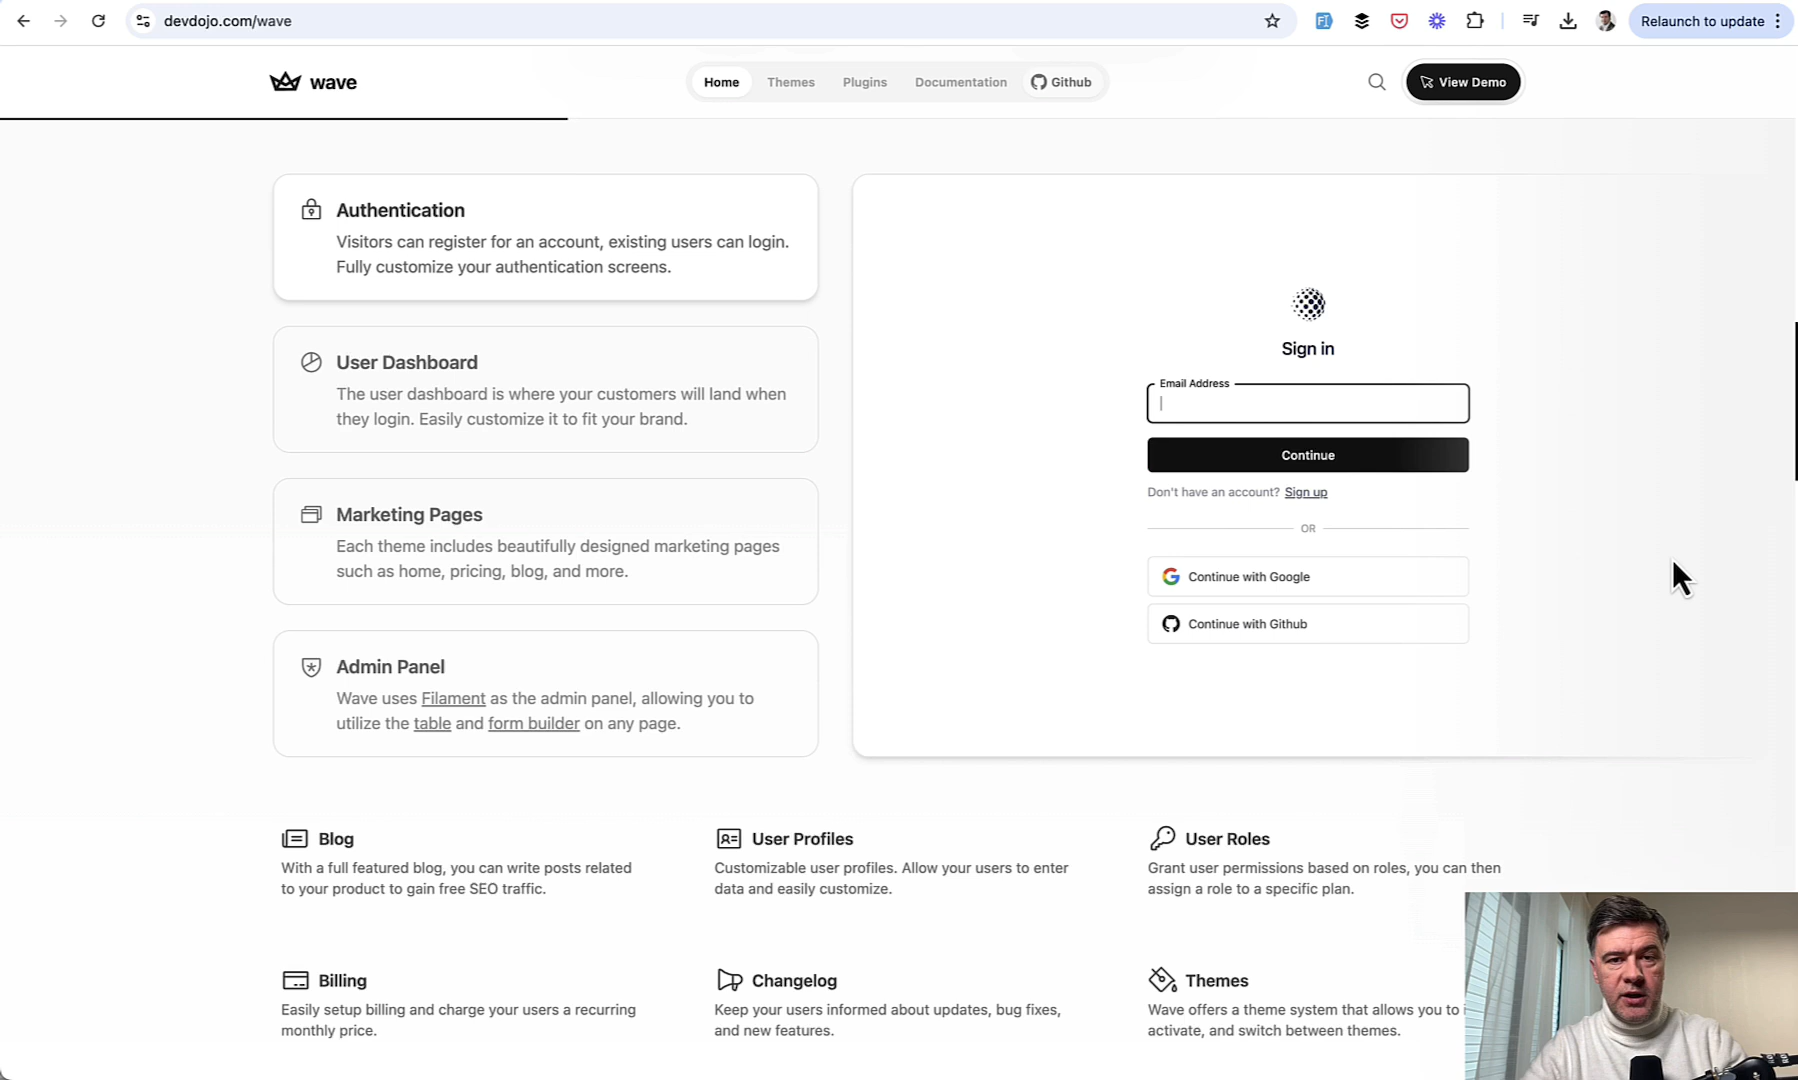 devdojo.com/wave
Relaunch to update
wave
Home
Themes
Plugins
Documentation
Github
View Demo
Authentication
Visitors can register for an account, existing users can login.
Fully customize your authentication screens.
User Dashboard
The user dashboard is where your customers will land when
they login. Easily customize it to fit your brand.
Marketing Pages
Each theme includes beautifully designed marketing pages
such as home, pricing, blog, and more.
Admin Panel
Wave uses Filament as the admin panel, allowing you to
utilize the table and form builder on any page.
Sign in
Email Address
Continue
Don't have an account? Sign up
OR
Continue with Google
Continue with Github
Blog
With a full featured blog, you can write posts related
to your product to gain free SEO traffic.
User Profiles
Customizable user profiles. Allow your users to enter
data and easily customize.
User Roles
Grant user permissions based on roles, you can then
assign a role to a specific plan.
Billing
Easily setup billing and charge your users a recurring
monthly price.
Changelog
Keep your users informed about updates, bug fixes,
and new features.
Themes
Wave offers a theme system that allows you to
activate, and switch between themes.